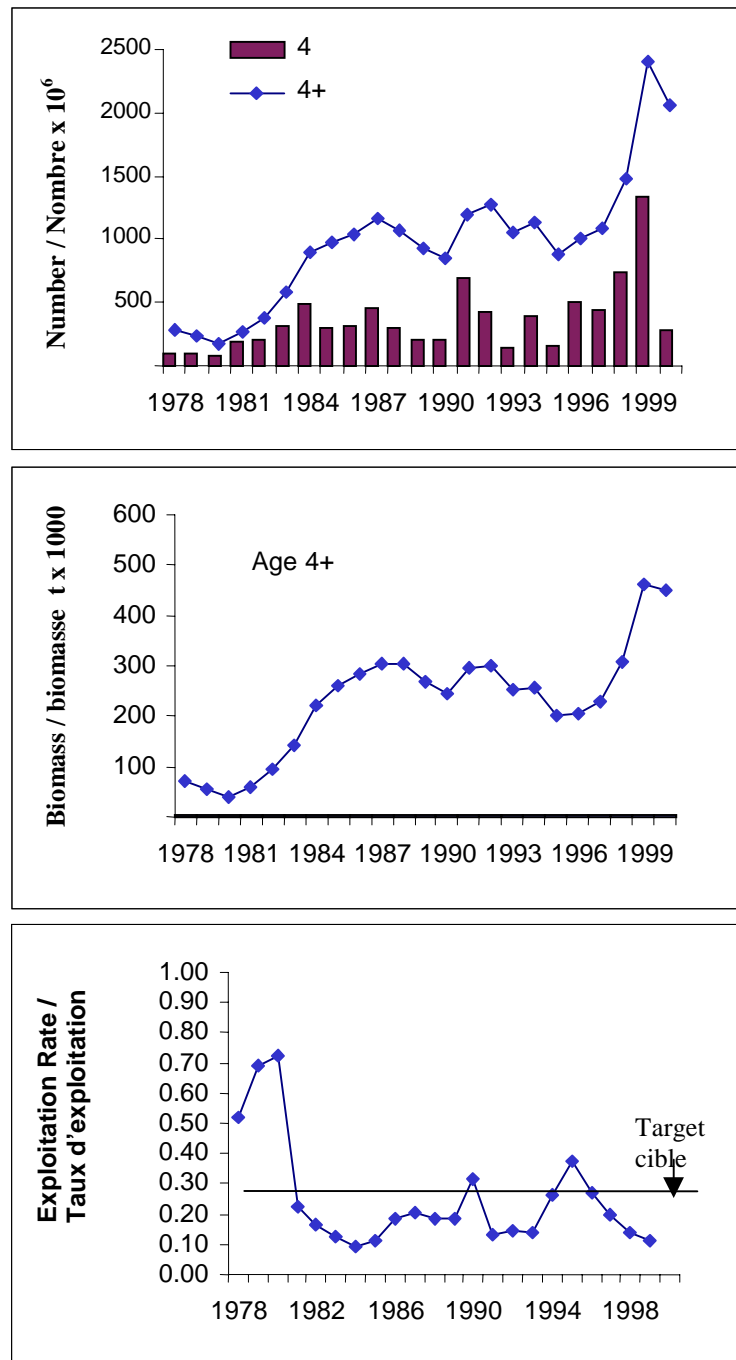 2500
2000
1500
1000
500
Number / Nombre x 10⁶
4
4+
1978 1981 1984 1987 1990 1993 1996 1999
600
500
400
300
200
100
Biomass / biomasse t x 1000
Age 4+
1978 1981 1984 1987 1990 1993 1996 1999
1.00
0.90
0.80
0.70
0.60
0.50
0.40
0.30
0.20
0.10
0.00
Exploitation Rate /
Taux d'exploitation
Target
cible
1978 1982 1986 1990 1994 1998